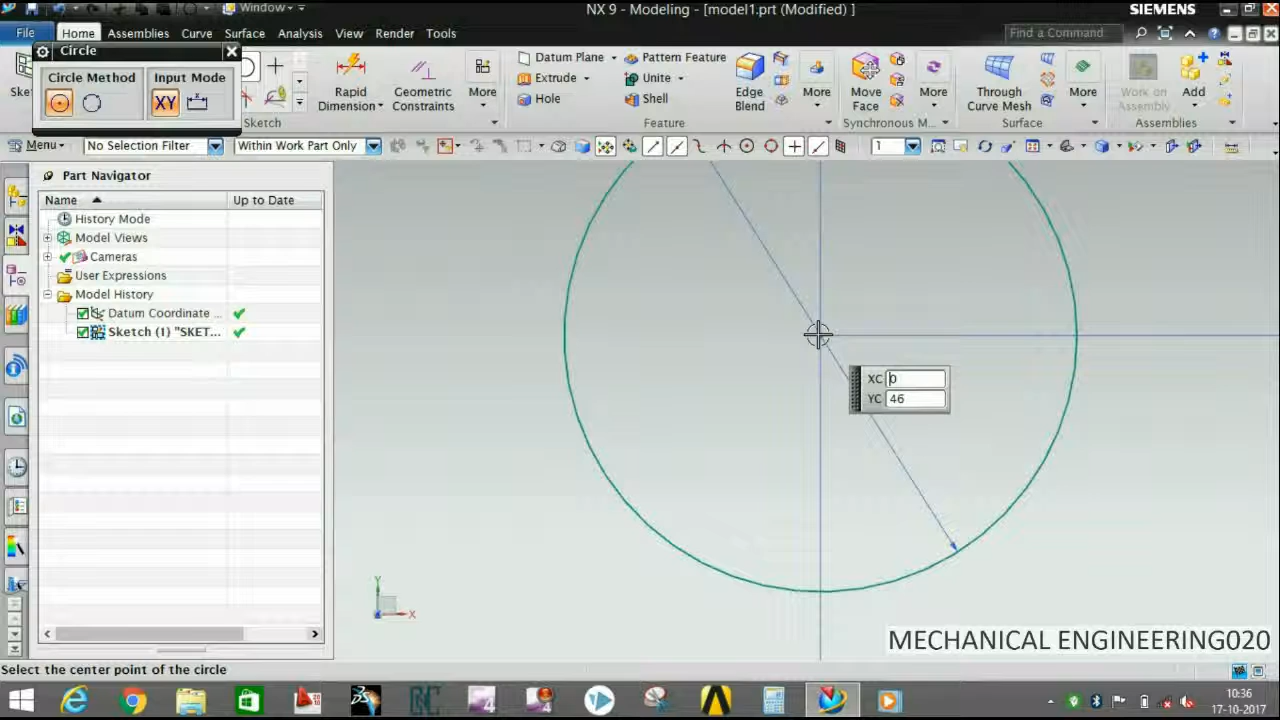 Window
NX 9 - Modeling - [model1.prt (Modified) ]
SIEMENS
File
Home
Assemblies
Curve
Surface
Analysis
View
Render
Tools
Find a Command
Circle
Circle Method
Input Mode
XY
Rapid
Dimension
Geometric
Constraints
More
Datum Plane
Extrude
Hole
Pattern Feature
Unite
Shell
Edge
Blend
More
Move
Face
More
Through
Curve Mesh
More
Work on
Assembly
Add
Sketch
Feature
Synchronous M...
Surface
Assemblies
Menu
No Selection Filter
Within Work Part Only
1
Part Navigator
Name
Up to Date
History Mode
Model Views
Cameras
User Expressions
Model History
Datum Coordinate ...
Sketch (1) "SKET...
XC 0
YC 46
Y
X
MECHANICAL ENGINEERING020
Select the center point of the circle
10:36
17-10-2017